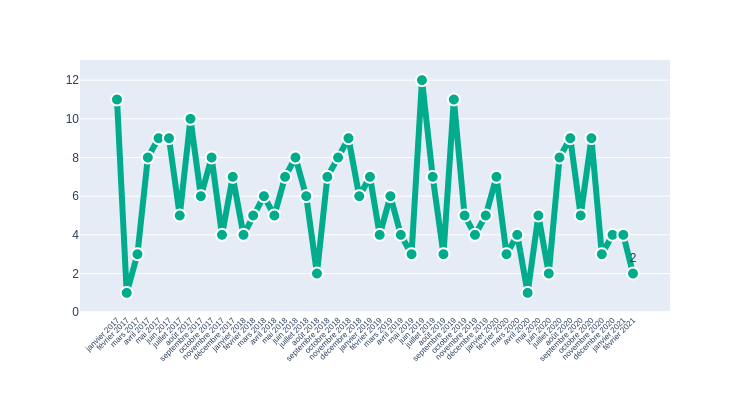 12
10
8
6
4
2
0
2
janvier 2017
février 2017
mars 2017
avril 2017
mai 2017
juin 2017
juillet 2017
août 2017
septembre 2017
octobre 2017
novembre 2017
décembre 2017
janvier 2018
février 2018
mars 2018
avril 2018
mai 2018
juin 2018
juillet 2018
août 2018
septembre 2018
octobre 2018
novembre 2018
décembre 2018
janvier 2019
février 2019
mars 2019
avril 2019
mai 2019
juin 2019
juillet 2019
août 2019
septembre 2019
octobre 2019
novembre 2019
décembre 2019
janvier 2020
février 2020
mars 2020
avril 2020
mai 2020
juin 2020
juillet 2020
août 2020
septembre 2020
octobre 2020
novembre 2020
décembre 2020
janvier 2021
février 2021